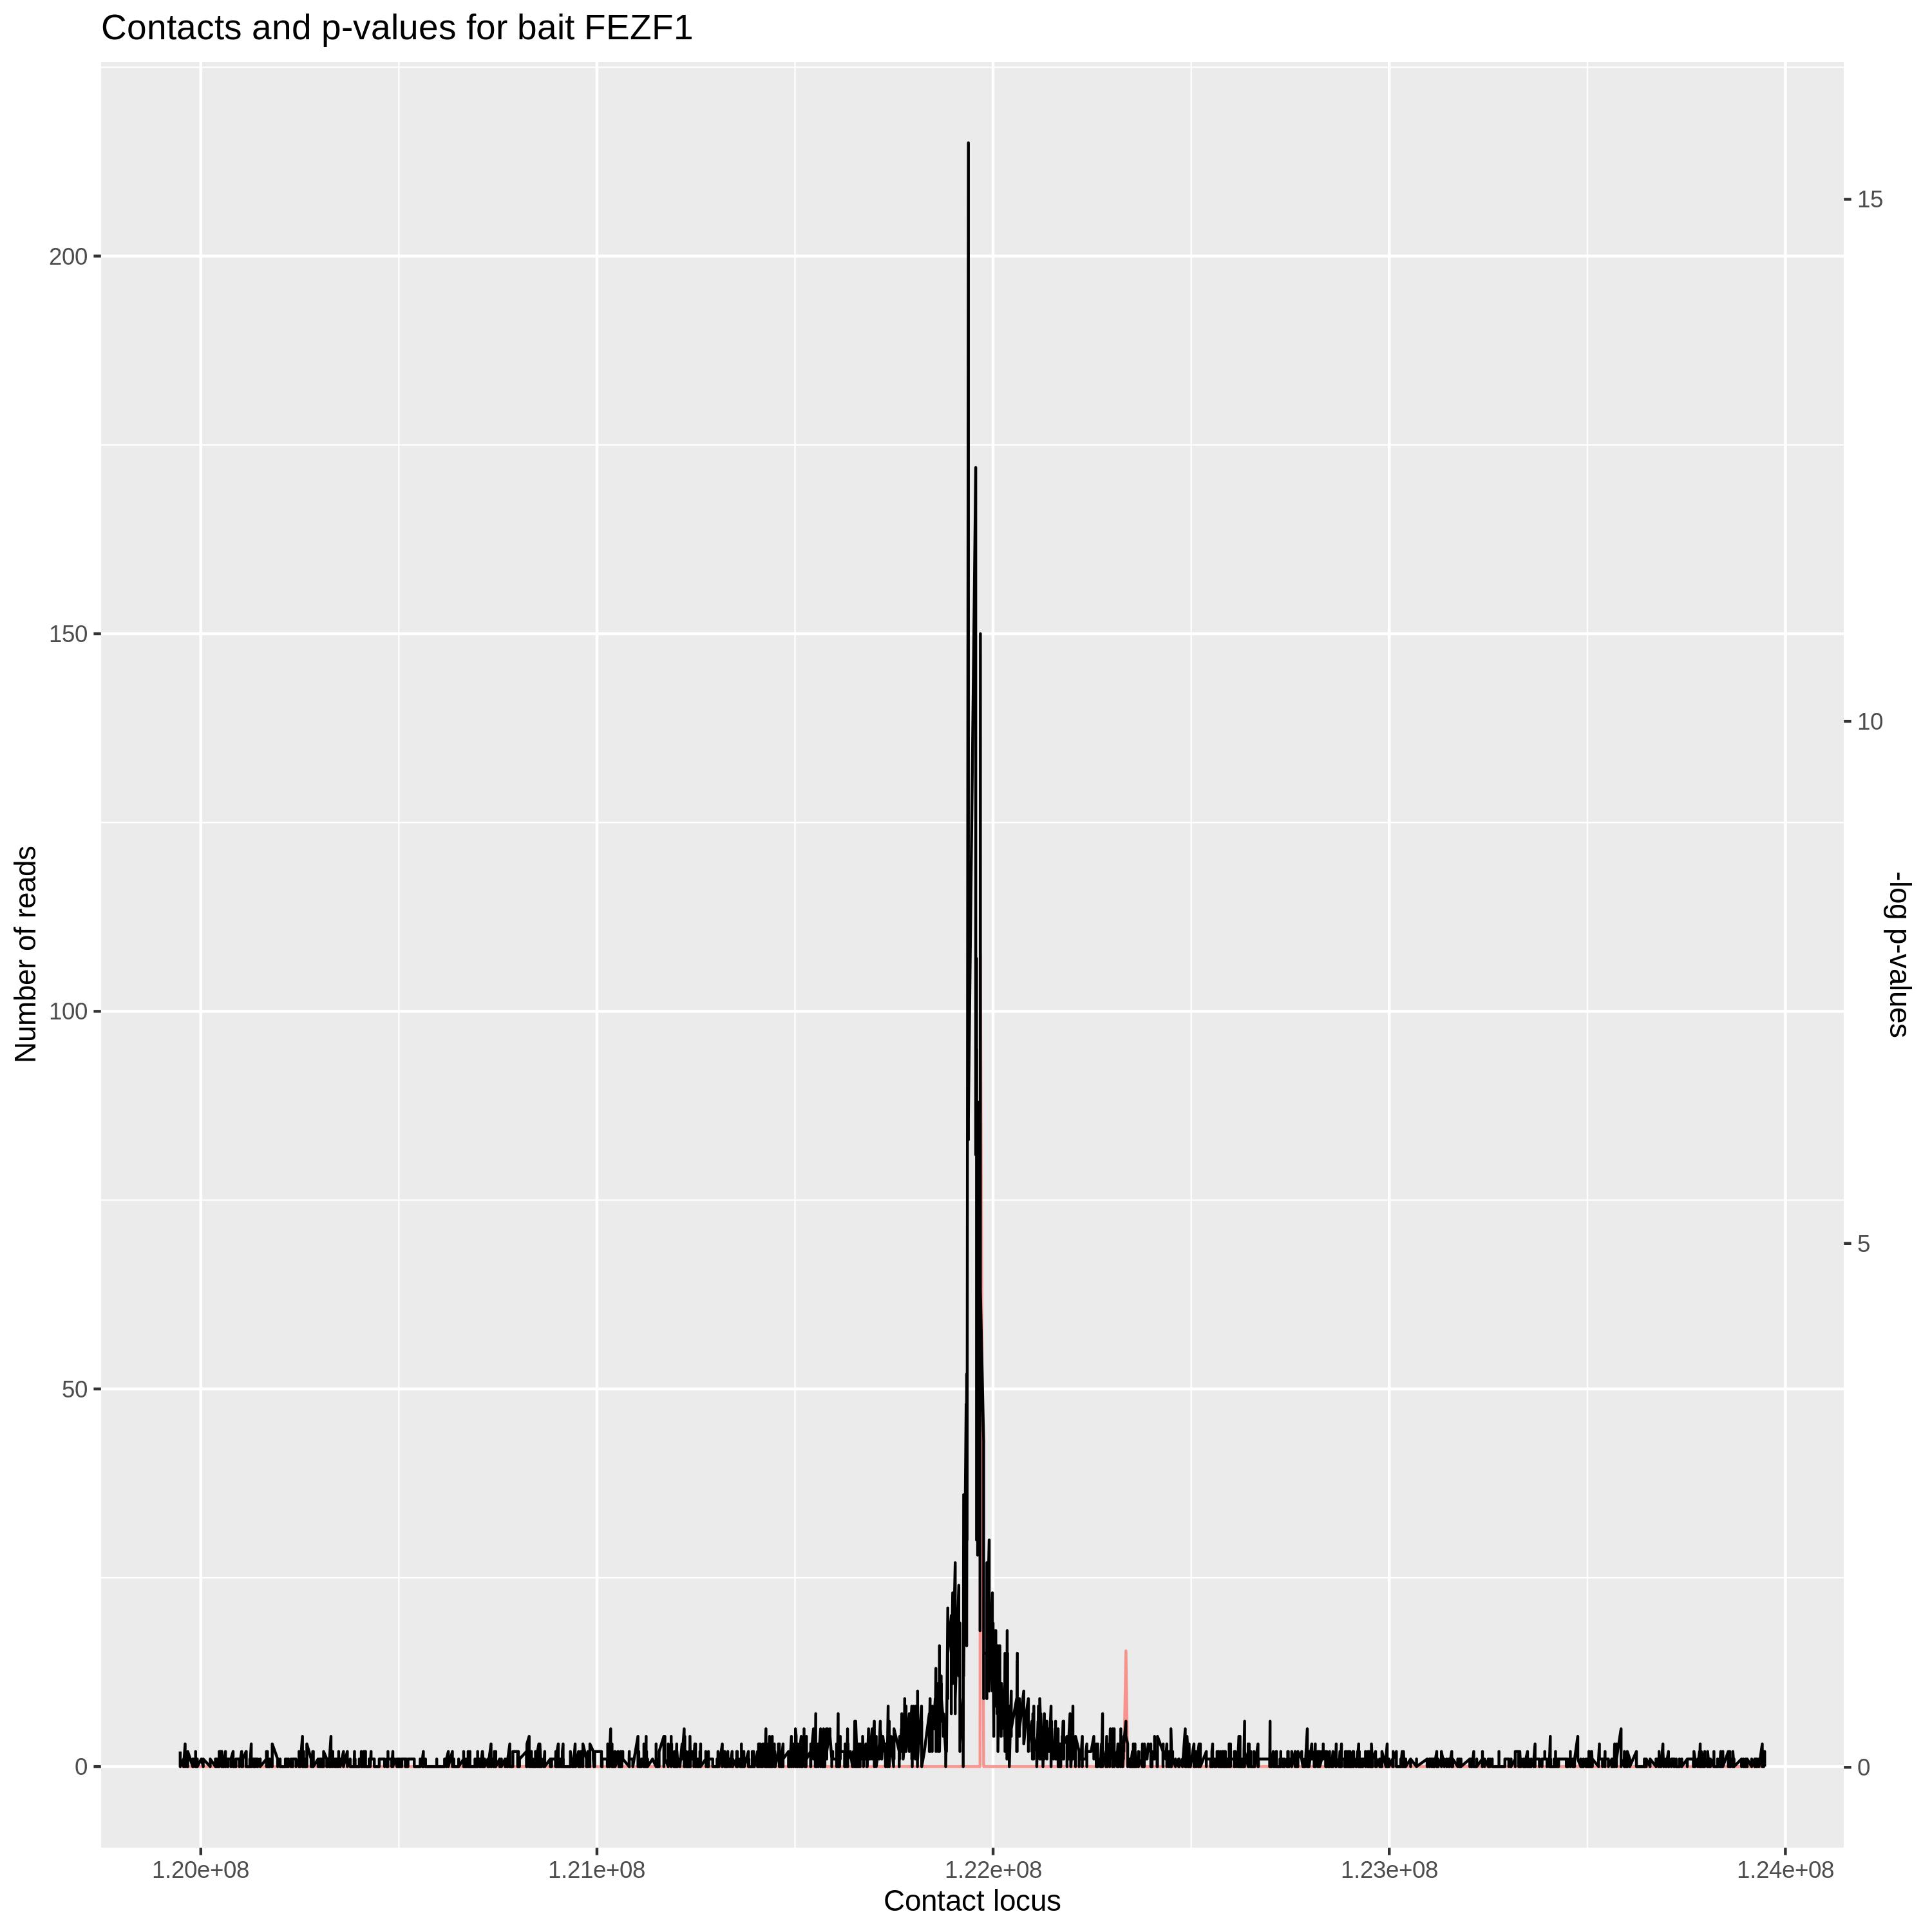 Contacts and p-values for bait FEZF1
200
150
100
50
0
Number of reads
15
10
5
0
-log p-values
1.20e+08
1.21e+08
1.22e+08
1.23e+08
1.24e+08
Contact locus